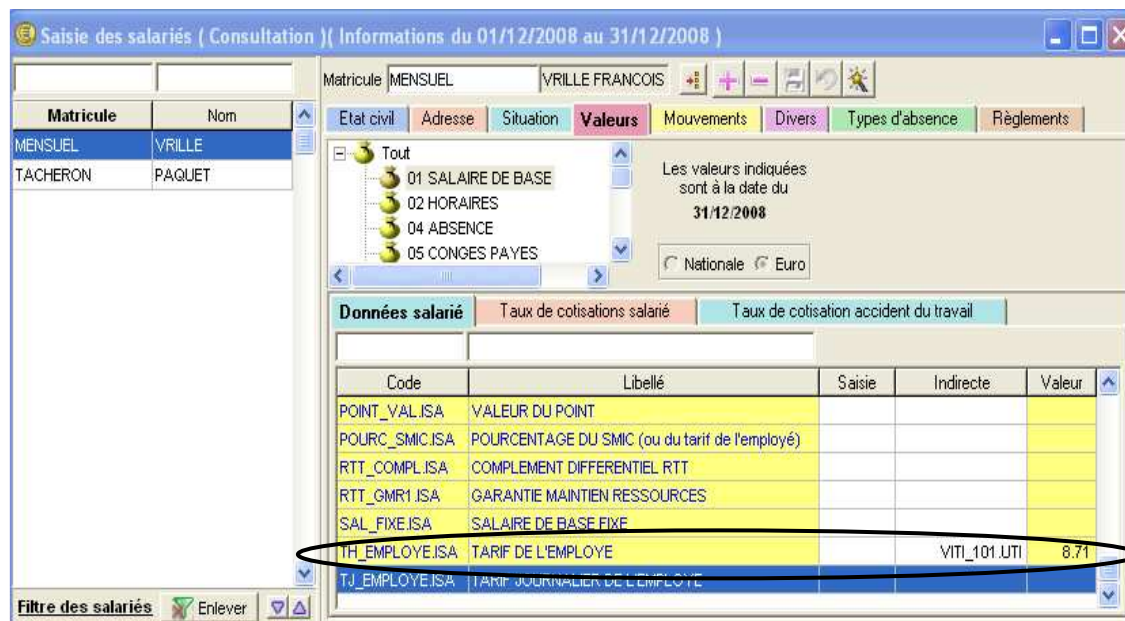 Saisie des salariés ( Consultation )( Informations du 01/12/2008 au 31/12/2008 )
Matricule MENSUEL VRILLE FRANCOIS
Matricule Nom
MENSUEL VRILLE
TACHERON PAQUET
Etat civil Adresse Situation Valeurs Mouvements Divers Types d'absence Règlements
Tout
01 SALAIRE DE BASE
02 HORAIRES
04 ABSENCE
05 CONGES PAYES
Les valeurs indiquées
sont à la date du
31/12/2008
Nationale Euro
Données salarié Taux de cotisations salarié Taux de cotisation accident du travail
Code Libellé Saisie Indirecte Valeur
POINT_VAL.ISA VALEUR DU POINT
POURC_SMIC.ISA POURCENTAGE DU SMIC (ou du tarif de l'employé)
RTT_COMPL.ISA COMPLEMENT DIFFERENTIEL RTT
RTT_GMR1.ISA GARANTIE MAINTIEN RESSOURCES
SAL_FIXE.ISA SALAIRE DE BASE FIXE
TH_EMPLOYE.ISA TARIF DE L'EMPLOYE VITI_101.UTI 8.71
TJ_EMPLOYE.ISA TARIF JOURNALIER DE L'EMPLOYE
Filtre des salariés Enlever